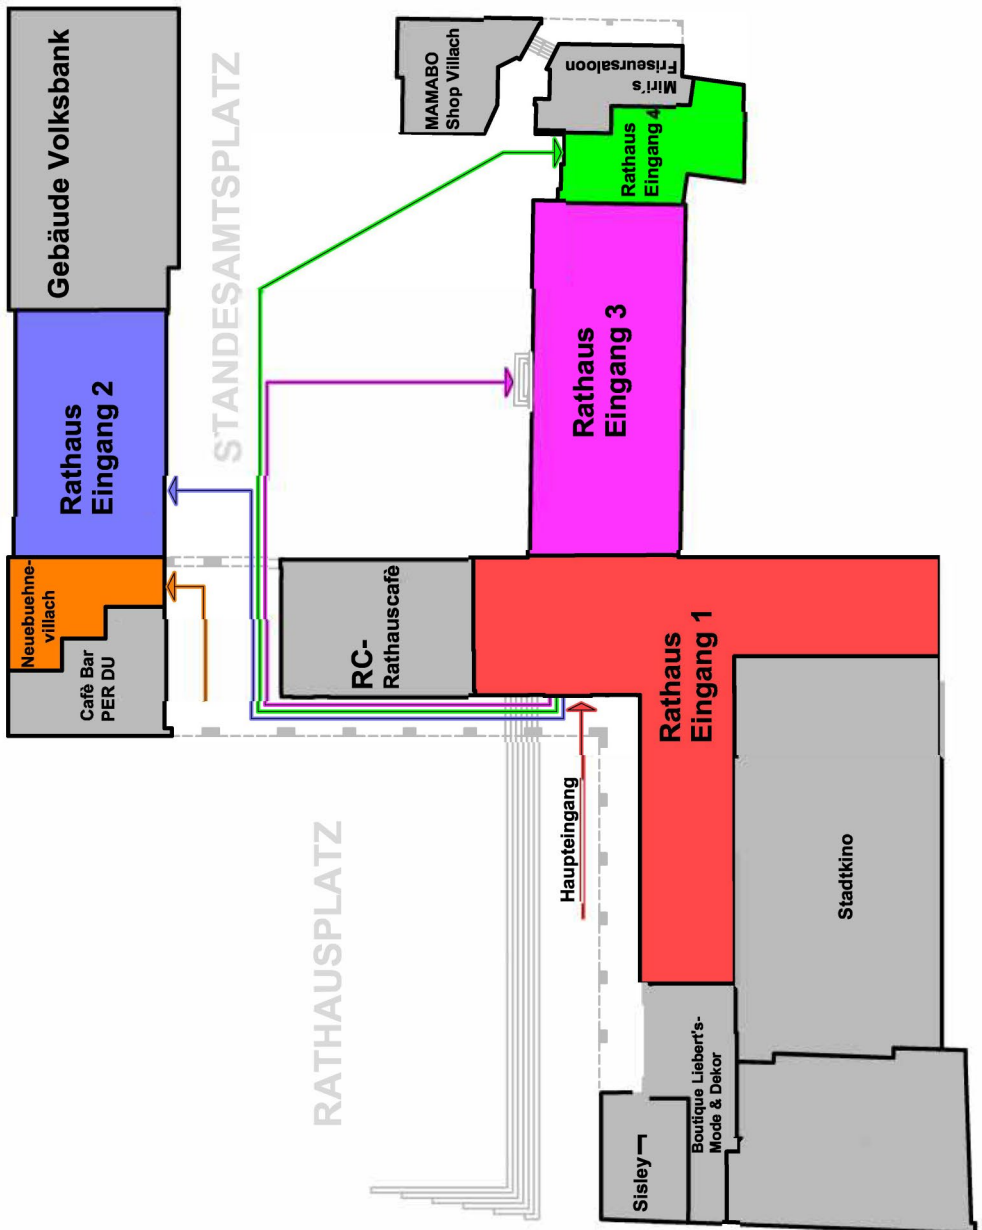 Gebäude Volksbank
STANDESAMTSPLATZ
MAMABO
Shop Villach
Miri's
Friseursaloon
Rathaus
Eingang 4
Rathaus
Eingang 2
Rathaus
Eingang 3
Neuebuehne-
villach
Cafè Bar
PER DU
RC-
Rathauscafè
Rathaus
Eingang 1
Haupteingang
RATHAUSPLATZ
Stadtkino
Boutique Liebert's-
Mode & Dekor
Sisley